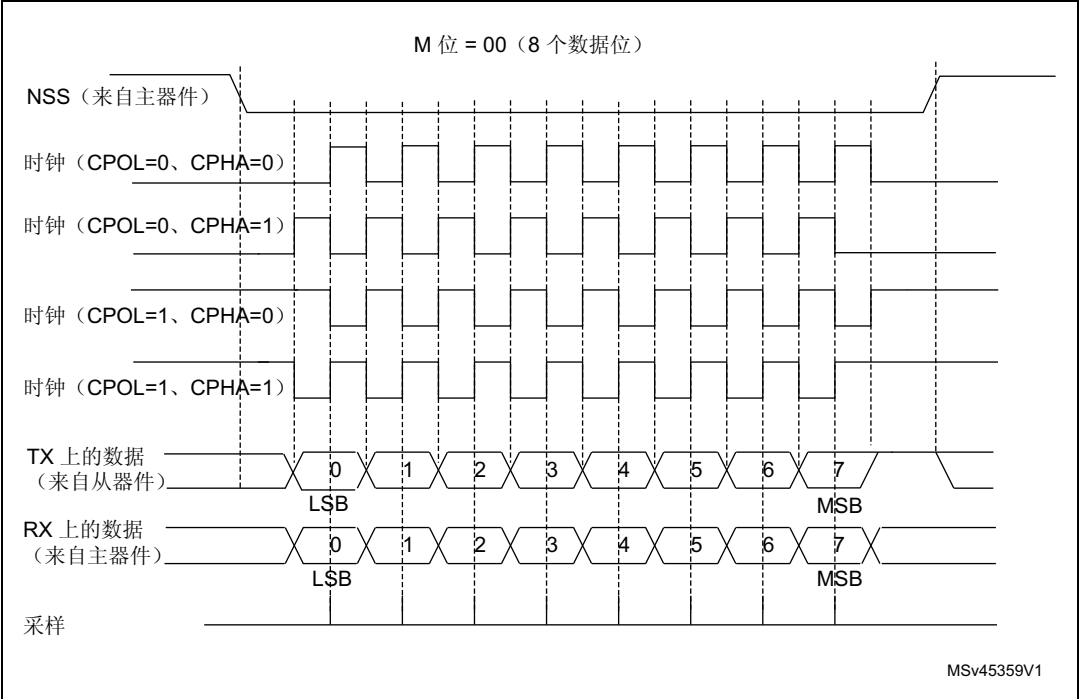 M 位 = 00（8 个数据位）
NSS（来自主器件）
时钟（CPOL=0、CPHA=0）
时钟（CPOL=0、CPHA=1）
时钟（CPOL=1、CPHA=0）
时钟（CPOL=1、CPHA=1）
TX 上的数据
（来自从器件）
0 1 2 3 4 5 6 7
LSB MSB
RX 上的数据
（来自主器件）
0 1 2 3 4 5 6 7
LSB MSB
采样
MSv45359V1